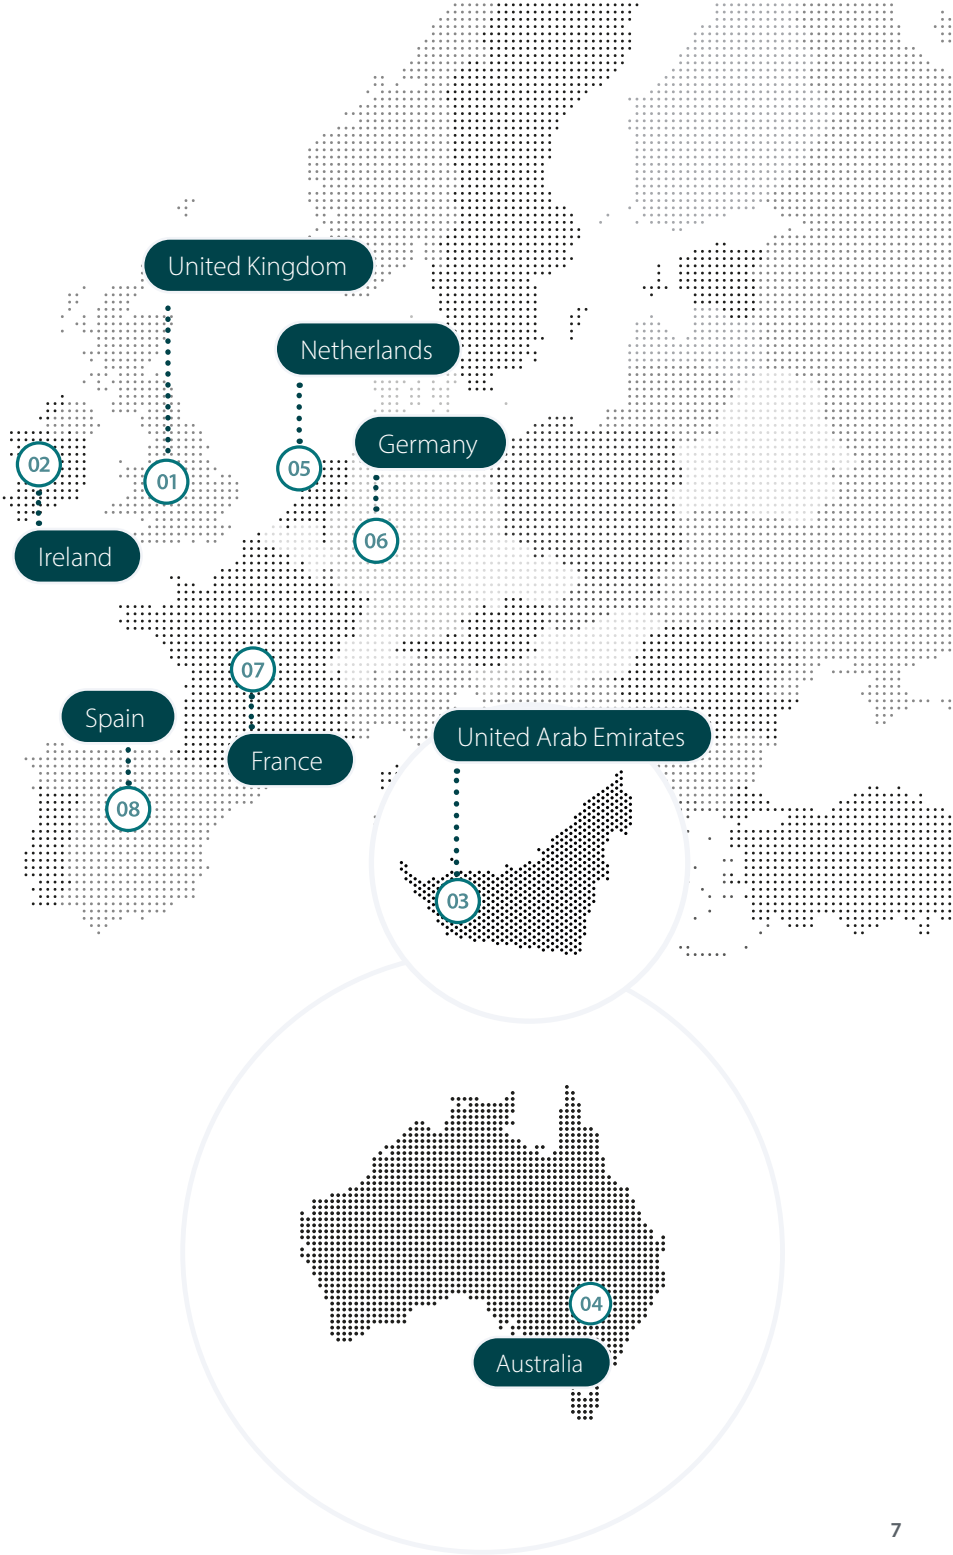 United Kingdom
Netherlands
Germany
02
05
01
06
Ireland
07
Spain
France
United Arab Emirates
08
03
04
Australia
7